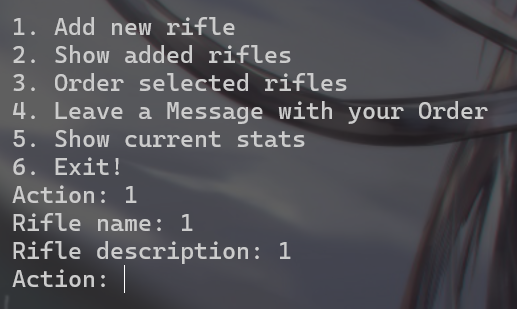 1. Add new rifle
2. Show added rifles
3. Order selected rifles
4. Leave a Message with your Order
5. Show current stats
6. Exit!
Action: 1
Rifle name: 1
Rifle description: 1
Action: